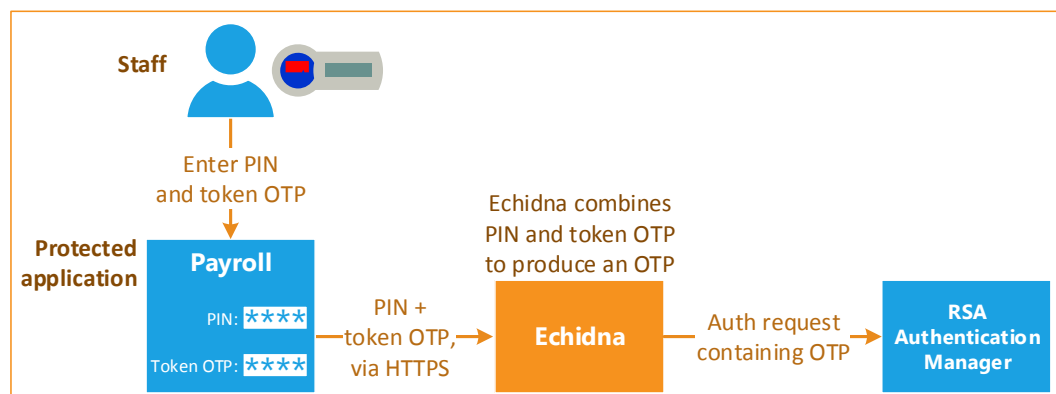 Staff
Enter PIN
and token OTP
Protected
application
Payroll
PIN: ****
Token OTP: ****
PIN +
token OTP,
via HTTPS
Echidna combines
PIN and token OTP
to produce an OTP
Echidna
Auth request
containing OTP
RSA
Authentication
Manager